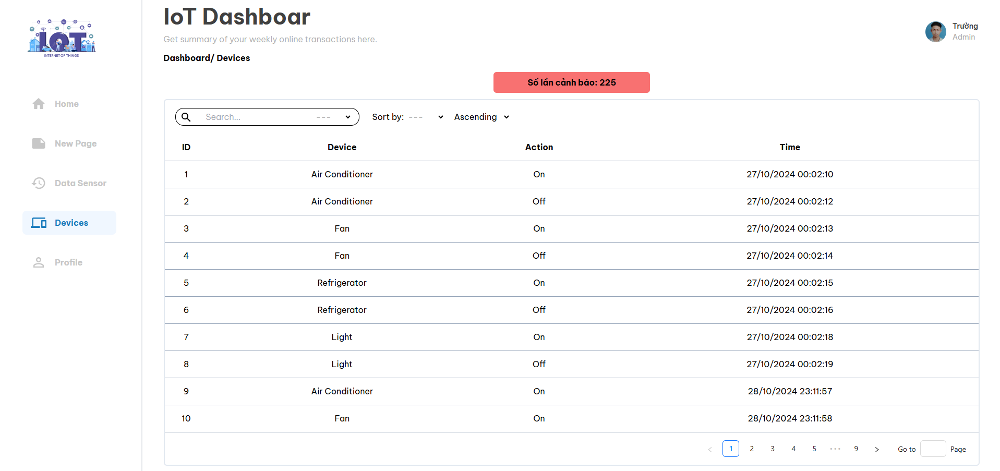 IOT
INTERNET OF THINGS
Home
New Page
Data Sensor
Devices
Profile
IoT Dashboar
Get summary of your weekly online transactions here.
Trường
Admin
Dashboard/ Devices
Số lần cảnh báo: 225
Search... --- Sort by: --- Ascending
ID Device Action Time
1 Air Conditioner On 27/10/2024 00:02:10
2 Air Conditioner Off 27/10/2024 00:02:12
3 Fan On 27/10/2024 00:02:13
4 Fan Off 27/10/2024 00:02:14
5 Refrigerator On 27/10/2024 00:02:15
6 Refrigerator Off 27/10/2024 00:02:16
7 Light On 27/10/2024 00:02:18
8 Light Off 27/10/2024 00:02:19
9 Air Conditioner On 28/10/2024 23:11:57
10 Fan On 28/10/2024 23:11:58
< 1 2 3 4 5 ••• 9 > Go to Page